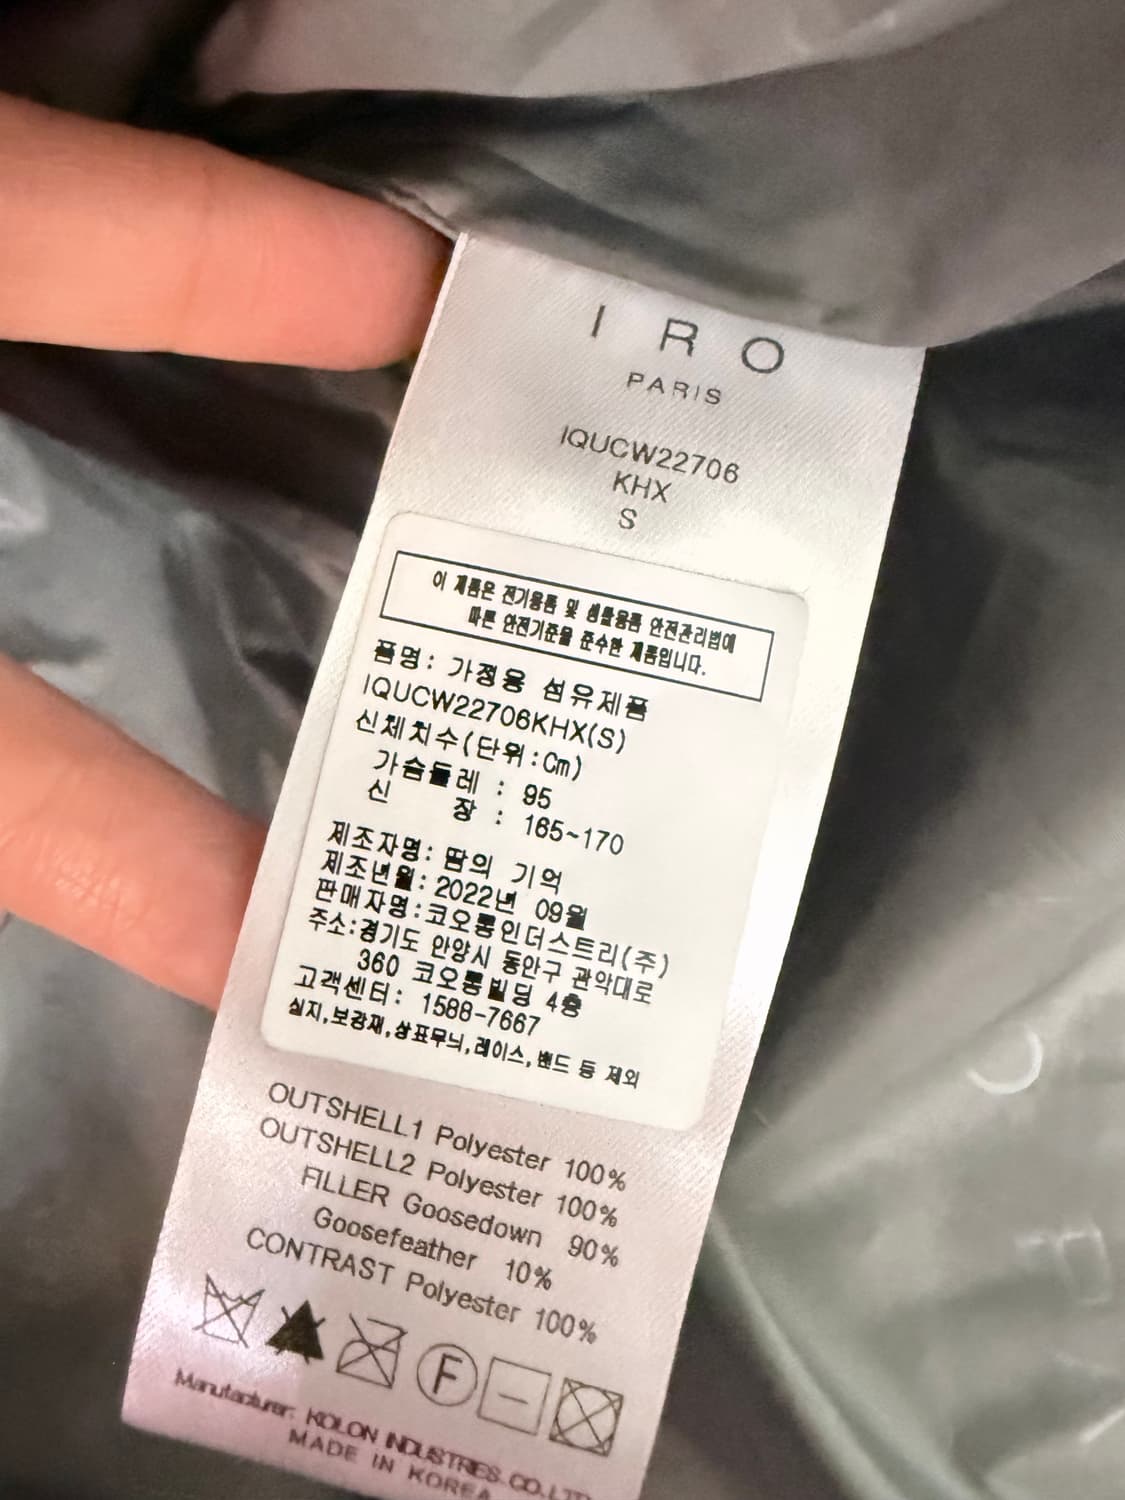 IRO
PARIS
IQUCW22706
KHX
S
이 제품은 전기용품 및 생활용품 안전관리법에
따른 안전기준을 준수한 제품입니다.
품명: 가정용 섬유제품
IQUCW22706KHX(S)
신체치수(단위:Cm)
가슴둘레 : 95
신 장 : 165~170
제조자명: 땀의 기억
제조년월: 2022년 09월
판매자명:코오롱인더스트리(주)
주소:경기도 안양시 동안구 관악대로
360 코오롱빌딩 4층
고객센터: 1588-7667
실지,보강재,상표무늬,레이스,밴드 등 제외
OUTSHELL1 Polyester 100%
OUTSHELL2 Polyester 100%
FILLER Goosedown 90%
Goosefeather 10%
CONTRAST Polyester 100%
F
Manufacturer: KOLON INDUSTRIES.CO.LTD
MADE IN KOREA